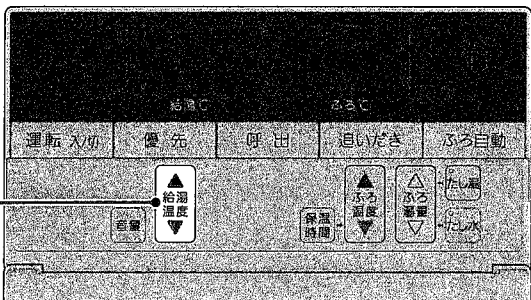 給湯℃ ふろ℃
運転 入/切 優先 呼出 追いだき ふろ自動
▲ ▲ △ たし湯
給湯 ふろ ふろ
温度 保温 温度 湯量
音量 ▼ 時間 ▼ ▽ たし水